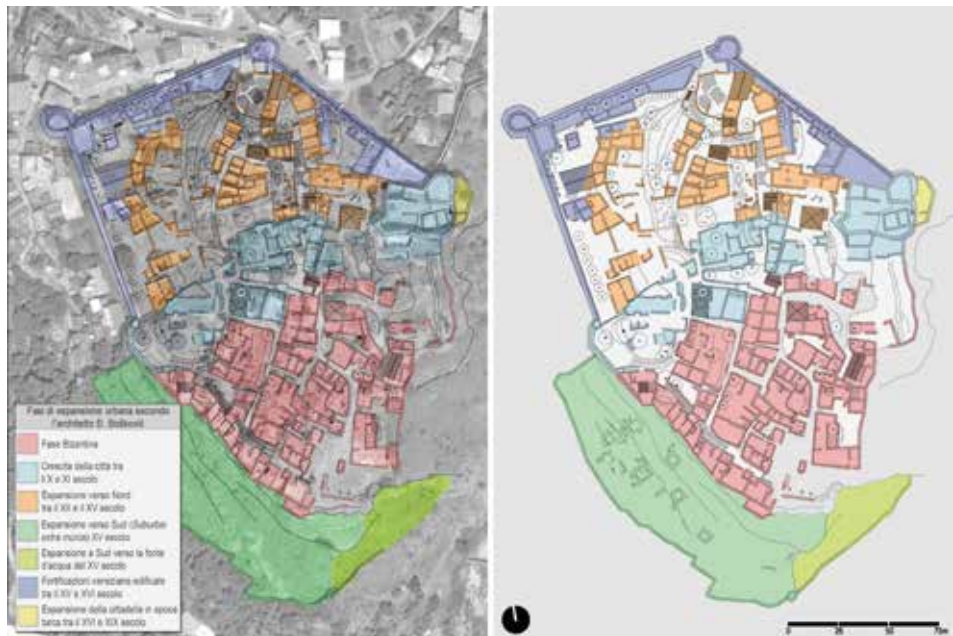 Fasi di espansione urbana secondo
l'architetto Đ. Bošković
Fase Bizantina
Crescita della città tra
il X e XI secolo
Espansione verso Nord
tra il XII e il XV secolo
Espansione verso Sud (Suburbio
extra murale) XV secolo
Espansione a Sud verso la fonte
d'acqua del XV secolo
Fortificazioni veneziane edificate
tra il XV e XVI secolo
Espansione della cittadella in epoca
turca tra il XVI e XIX secolo
0 25 50 75m